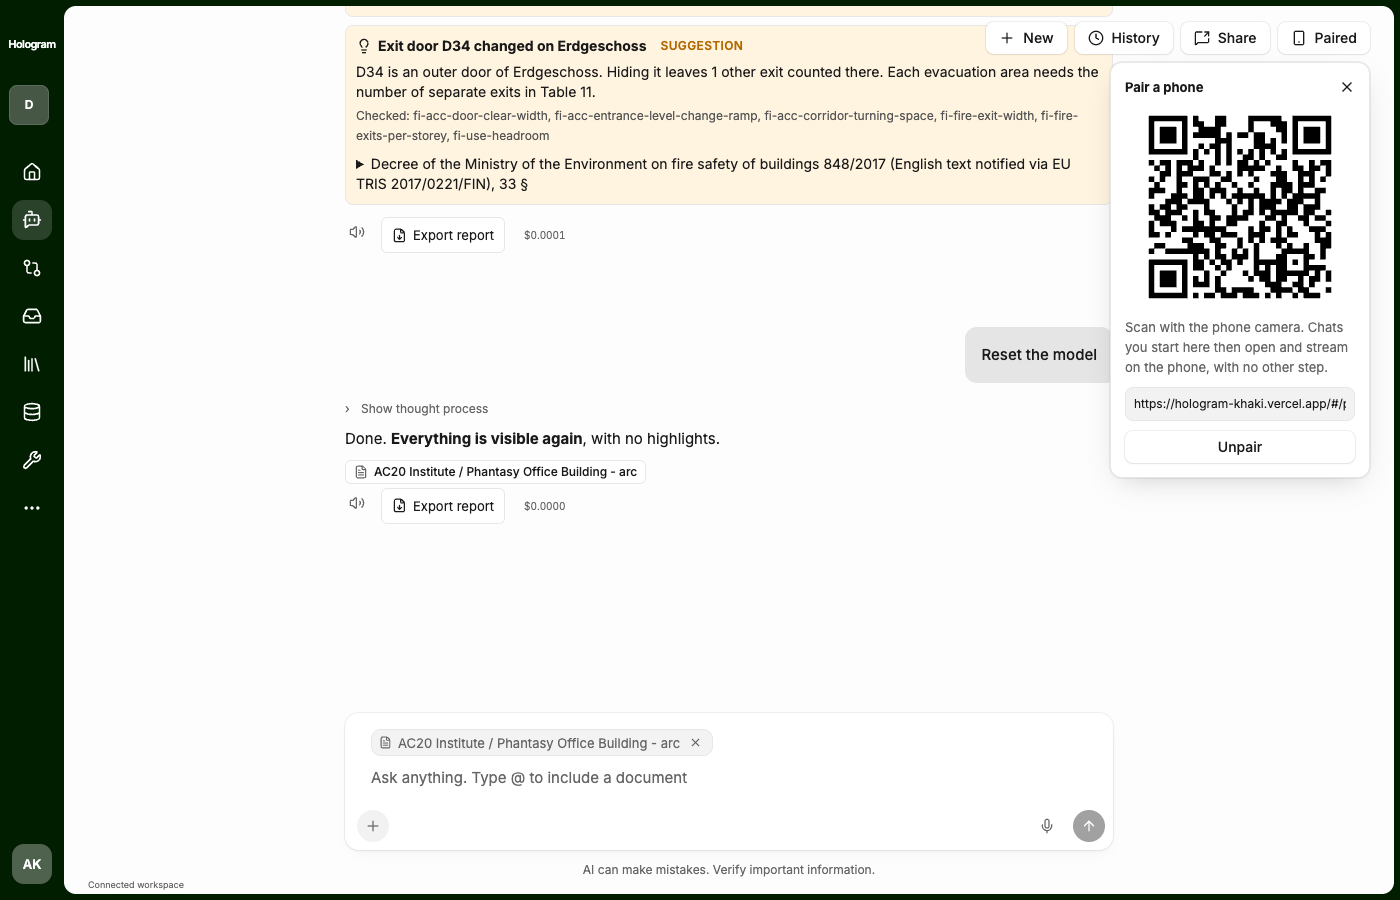 Hologram
D
AK
Connected workspace
New
History
Share
Paired
Exit door D34 changed on Erdgeschoss SUGGESTION
D34 is an outer door of Erdgeschoss. Hiding it leaves 1 other exit counted there. Each evacuation area needs the
number of separate exits in Table 11.
Checked: fi-acc-door-clear-width, fi-acc-entrance-level-change-ramp, fi-acc-corridor-turning-space, fi-fire-exit-width, fi-fire-
exits-per-storey, fi-use-headroom
Decree of the Ministry of the Environment on fire safety of buildings 848/2017 (English text notified via EU
TRIS 2017/0221/FIN), 33 §
Export report
$0.0001
Reset the model
Show thought process
Done. Everything is visible again, with no highlights.
AC20 Institute / Phantasy Office Building - arc
Export report
$0.0000
Pair a phone
Scan with the phone camera. Chats
you start here then open and stream
on the phone, with no other step.
https://hologram-khaki.vercel.app/#/p
Unpair
AC20 Institute / Phantasy Office Building - arc
Ask anything. Type @ to include a document
AI can make mistakes. Verify important information.